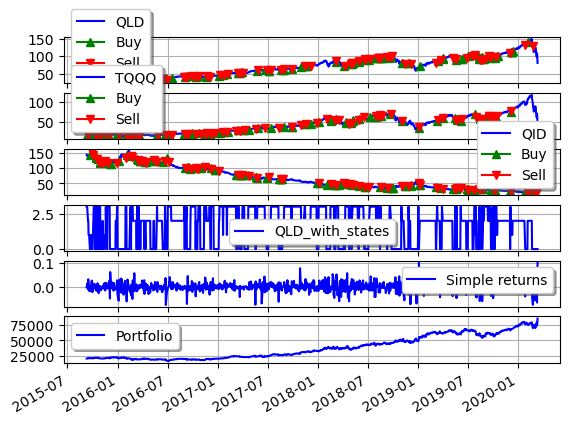 QLD
Buy
Sell
150
100
50
TQQQ
Buy
Sell
100
50
QID
Buy
Sell
150
100
50
2.5
0.0
QLD_with_states
0.1
0.0
Simple returns
75000
50000
25000
Portfolio
2015-07
2016-01
2016-07
2017-01
2017-07
2018-01
2018-07
2019-01
2019-07
2020-01